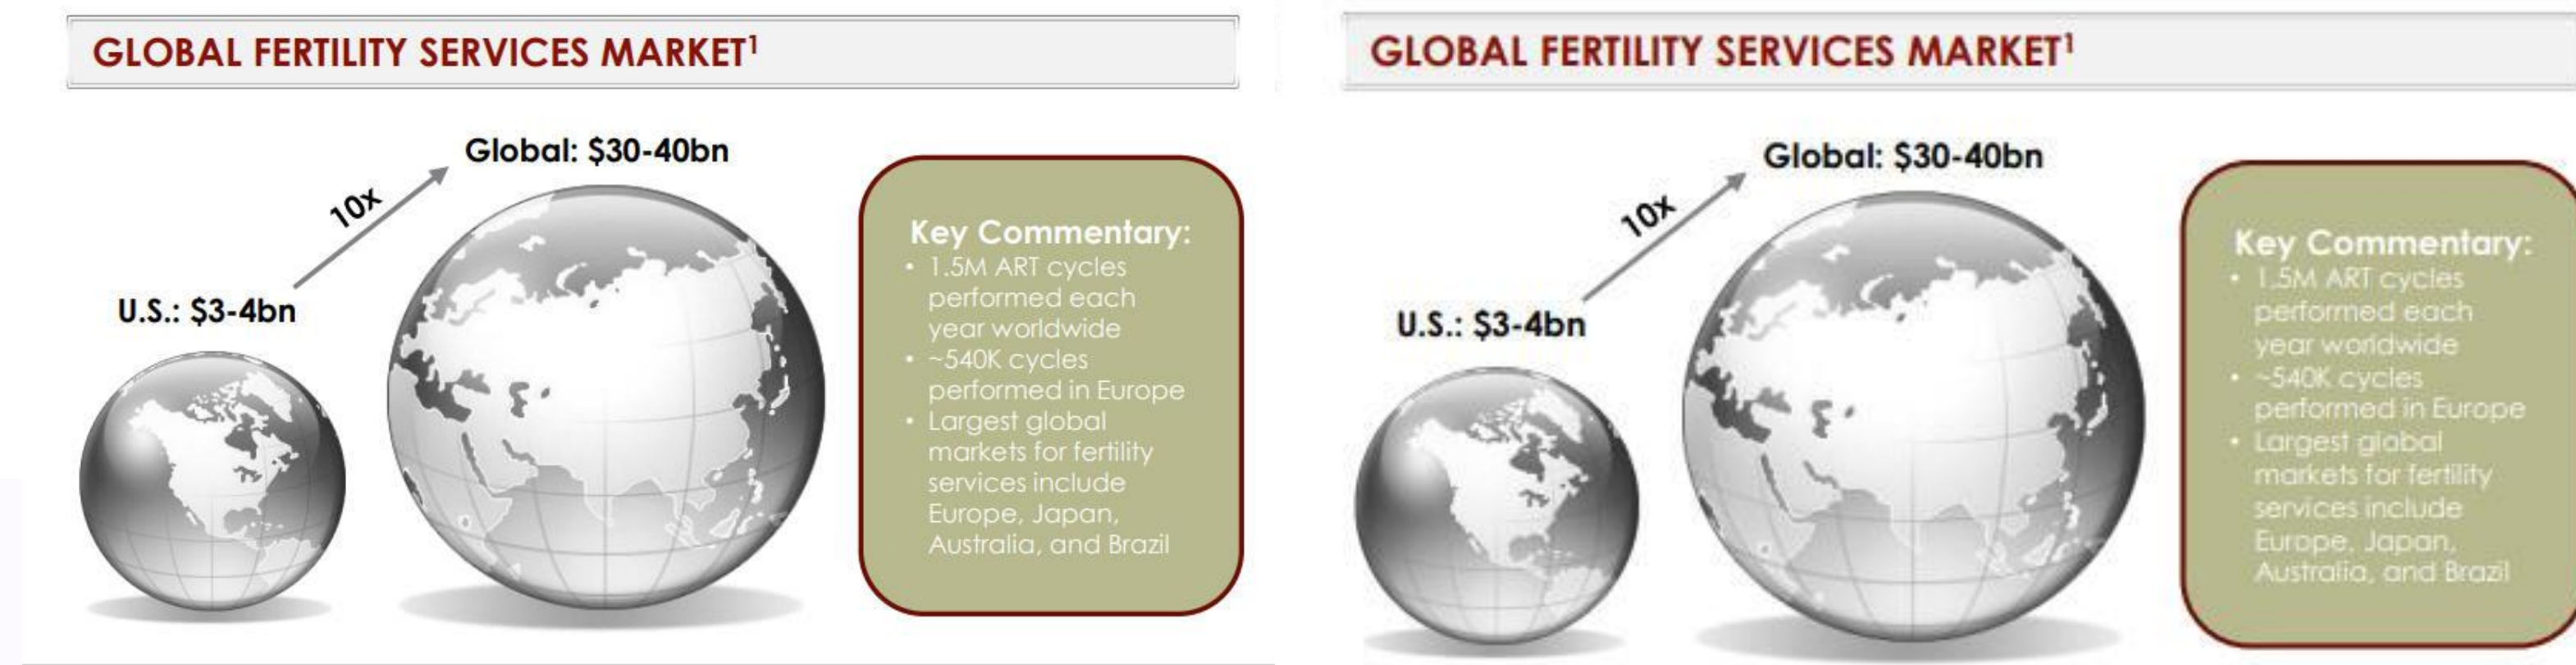 GLOBAL FERTILITY SERVICES MARKET¹
Global: $30-40bn
10x
U.S.: $3-4bn
Key Commentary:
• 1.5M ART cycles
performed each
year worldwide
• ~540K cycles
performed in Europe
• Largest global
markets for fertility
services include
Europe, Japan,
Australia, and Brazil
GLOBAL FERTILITY SERVICES MARKET¹
Global: $30-40bn
10x
U.S.: $3-4bn
Key Commentary:
• 1.5M ART cycles
performed each
year worldwide
• ~540K cycles
performed in Europe
• Largest global
markets for fertility
services include
Europe, Japan,
Australia, and Brazil